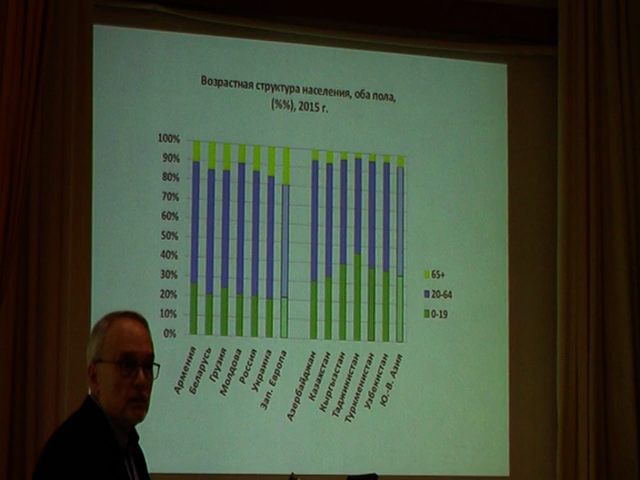 Возрастная структура населения, оба пола,
(%%), 2015 г.
100%
90%
80%
70%
60%
50%
40%
30%
20%
10%
0%
65+
20-64
0-19
Армения
Беларусь
Грузия
Молдова
Россия
Украина
Зап. Европа
Азербайджан
Казахстан
Кыргызстан
Таджикистан
Туркменистан
Узбекистан
Ю.-В. Азия